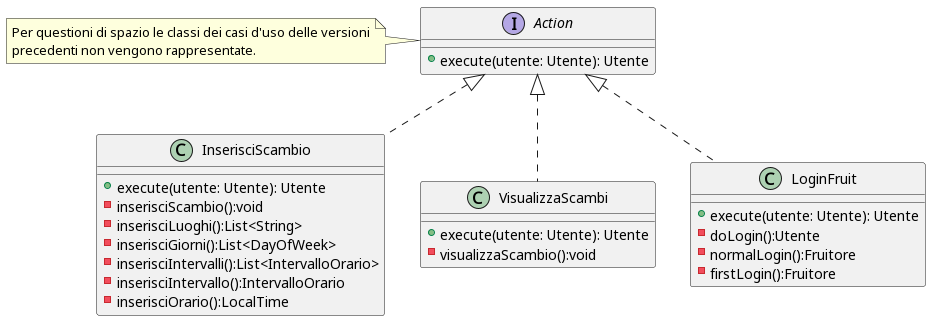 Per questioni di spazio le classi dei casi d'uso delle versioni
precedenti non vengono rappresentate.
I Action
execute(utente: Utente): Utente
C InserisciScambio
execute(utente: Utente): Utente
inserisciScambio():void
inserisciLuoghi():List<String>
inserisciGiorni():List<DayOfWeek>
inserisciIntervalli():List<IntervalloOrario>
inserisciIntervallo():IntervalloOrario
inserisciOrario():LocalTime
C VisualizzaScambi
execute(utente: Utente): Utente
visualizzaScambio():void
C LoginFruit
execute(utente: Utente): Utente
doLogin():Utente
normalLogin():Fruitore
firstLogin():Fruitore